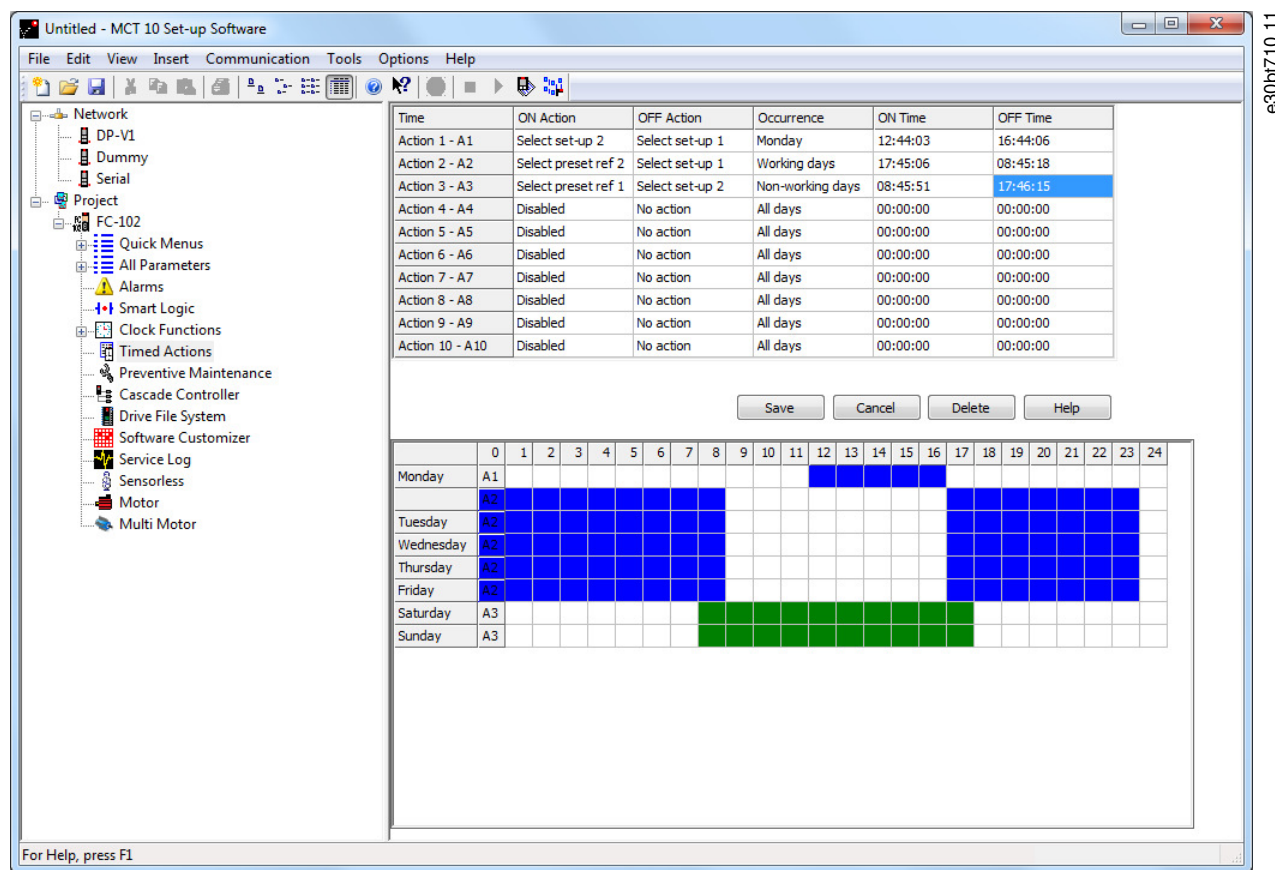 Untitled - MCT 10 Set-up Software
e30bt710.11
File Edit View Insert Communication Tools Options Help
Network
DP-V1
Dummy
Serial
Project
FC-102
Quick Menus
All Parameters
Alarms
Smart Logic
Clock Functions
Timed Actions
Preventive Maintenance
Cascade Controller
Drive File System
Software Customizer
Service Log
Sensorless
Motor
Multi Motor
Time ON Action OFF Action Occurrence ON Time OFF Time
Action 1 - A1 Select set-up 2 Select set-up 1 Monday 12:44:03 16:44:06
Action 2 - A2 Select preset ref 2 Select set-up 1 Working days 17:45:06 08:45:18
Action 3 - A3 Select preset ref 1 Select set-up 2 Non-working days 08:45:51 17:46:15
Action 4 - A4 Disabled No action All days 00:00:00 00:00:00
Action 5 - A5 Disabled No action All days 00:00:00 00:00:00
Action 6 - A6 Disabled No action All days 00:00:00 00:00:00
Action 7 - A7 Disabled No action All days 00:00:00 00:00:00
Action 8 - A8 Disabled No action All days 00:00:00 00:00:00
Action 9 - A9 Disabled No action All days 00:00:00 00:00:00
Action 10 - A10 Disabled No action All days 00:00:00 00:00:00
Save Cancel Delete Help
0 1 2 3 4 5 6 7 8 9 10 11 12 13 14 15 16 17 18 19 20 21 22 23 24
Monday A1
A2
Tuesday A2
Wednesday A2
Thursday A2
Friday A2
Saturday A3
Sunday A3
For Help, press F1